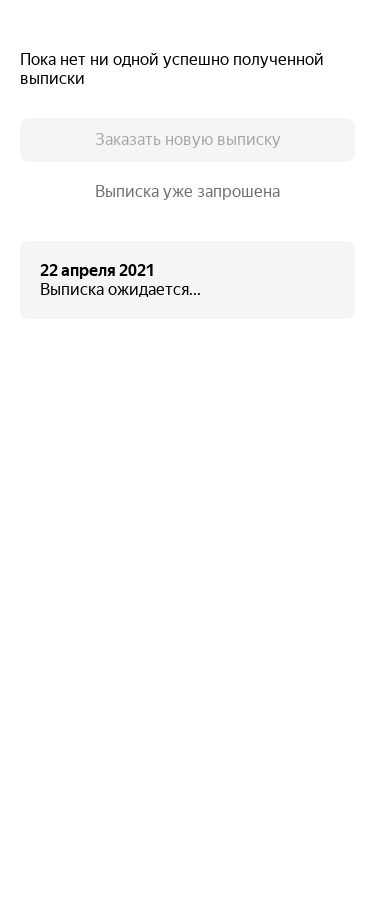 Пока нет ни одной успешно полученной
выписки
Заказать новую выписку
Выписка уже запрошена
22 апреля 2021
Выписка ожидается...